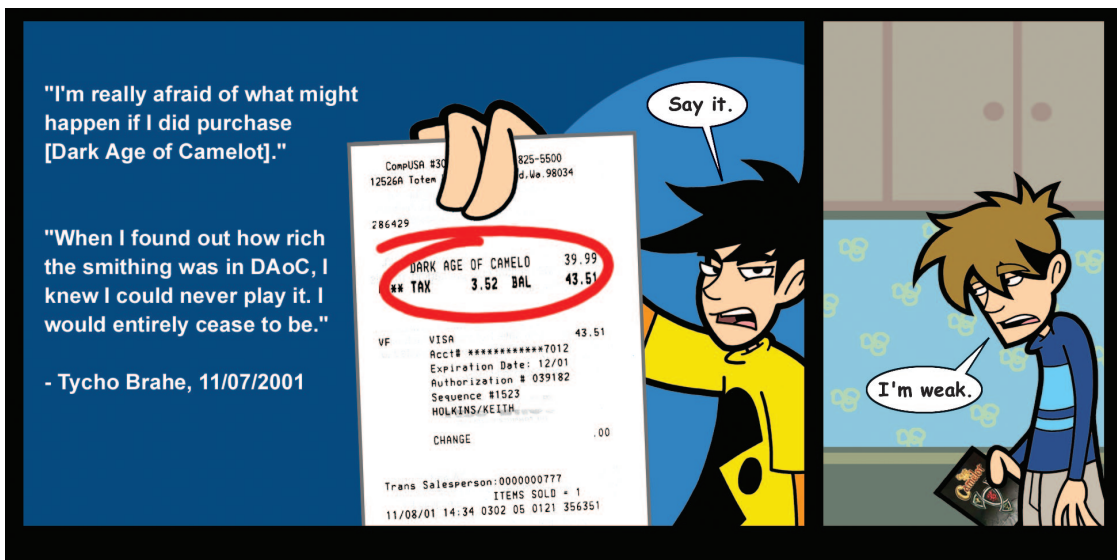 "I'm really afraid of what might
happen if I did purchase
[Dark Age of Camelot]."
"When I found out how rich
the smithing was in DAoC, I
knew I could never play it. I
would entirely cease to be."
- Tycho Brahe, 11/07/2001
CompUSA #30 825-5500
12526A Totem d,Wa.98034
286429
DARK AGE OF CAMELO 39.99
** TAX 3.52 BAL 43.51
VF VISA 43.51
Acct# ************7012
Expiration Date: 12/01
Authorization # 039182
Sequence #1523
HOLKINS/KEITH
CHANGE .00
Trans Salesperson:0000000777
ITEMS SOLD = 1
11/08/01 14:34 0302 05 0121 356351
Say it.
I'm weak.
Camelot